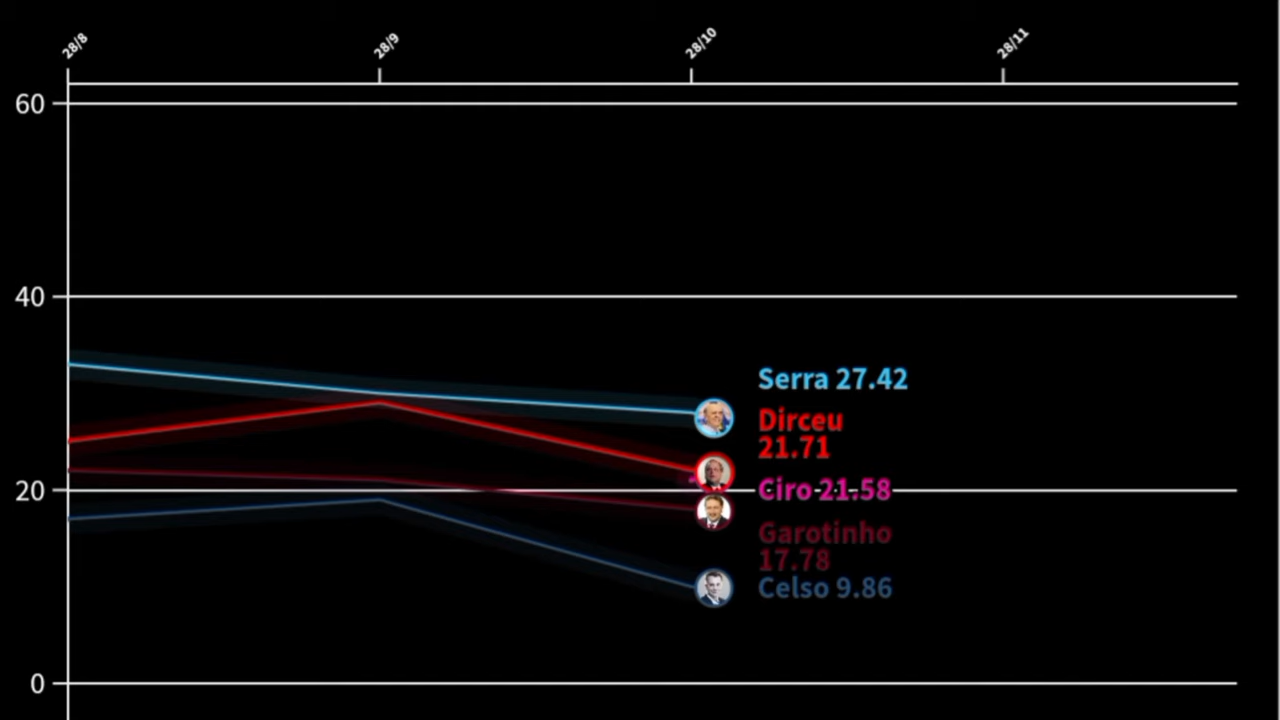 28/8
28/9
28/10
28/11
60
40
Serra 27.42
Dirceu
21.71
20
Ciro 21.58
Garotinho
17.78
Celso 9.86
0